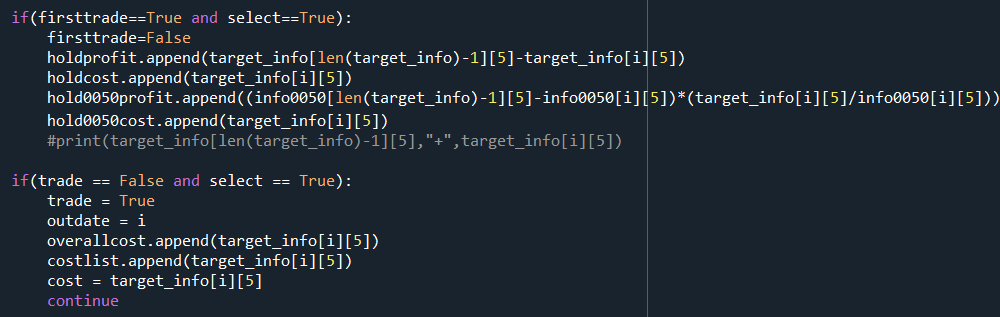 if(firsttrade==True and select==True):
    firsttrade=False
    holdprofit.append(target_info[len(target_info)-1][5]-target_info[i][5])
    holdcost.append(target_info[i][5])
    hold0050profit.append((info0050[len(target_info)-1][5]-info0050[i][5])*(target_info[i][5]/info0050[i][5]))
    hold0050cost.append(target_info[i][5])
    #print(target_info[len(target_info)-1][5],"+",target_info[i][5])

if(trade == False and select == True):
    trade = True
    outdate = i
    overallcost.append(target_info[i][5])
    costlist.append(target_info[i][5])
    cost = target_info[i][5]
    continue